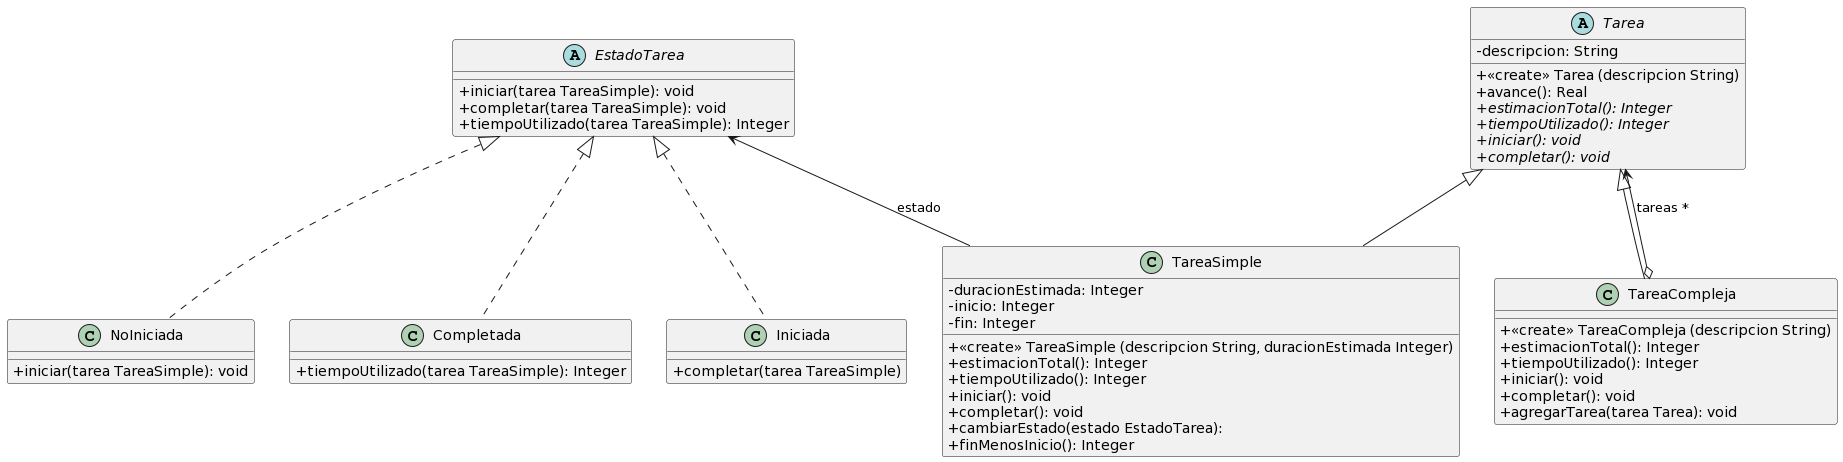 A Tarea
-descripcion: String
+«create» Tarea (descripcion String)
+avance(): Real
+estimacionTotal(): Integer
+tiempoUtilizado(): Integer
+iniciar(): void
+completar(): void
A EstadoTarea
+iniciar(tarea TareaSimple): void
+completar(tarea TareaSimple): void
+tiempoUtilizado(tarea TareaSimple): Integer
estado
tareas *
C NoIniciada
+iniciar(tarea TareaSimple): void
C Completada
+tiempoUtilizado(tarea TareaSimple): Integer
C Iniciada
+completar(tarea TareaSimple)
C TareaSimple
-duracionEstimada: Integer
-inicio: Integer
-fin: Integer
+«create» TareaSimple (descripcion String, duracionEstimada Integer)
+estimacionTotal(): Integer
+tiempoUtilizado(): Integer
+iniciar(): void
+completar(): void
+cambiarEstado(estado EstadoTarea):
+finMenosInicio(): Integer
C TareaCompleja
+«create» TareaCompleja (descripcion String)
+estimacionTotal(): Integer
+tiempoUtilizado(): Integer
+iniciar(): void
+completar(): void
+agregarTarea(tarea Tarea): void